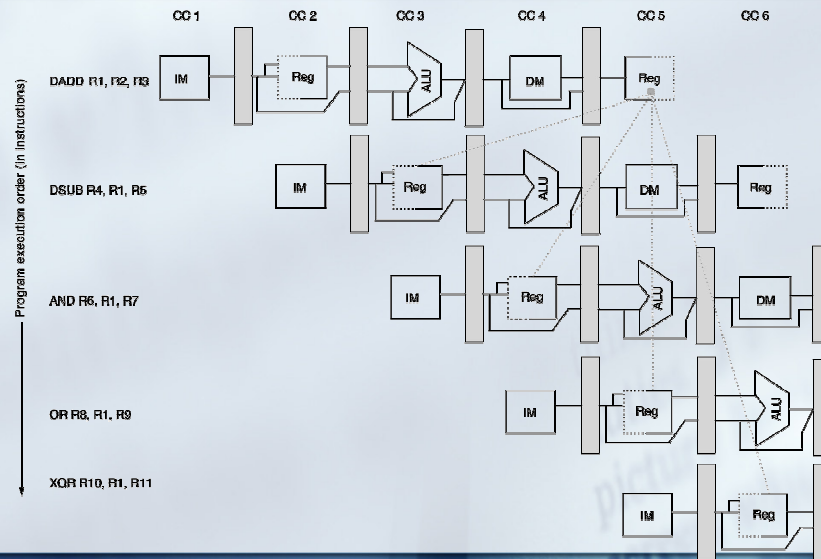 CC 1 CC 2 CC 3 CC 4 CC 5 CC 6
Program execution order (in instructions)
DADD R1, R2, R3
IM Reg ALU DM Reg
DSUB R4, R1, R5
IM Reg ALU DM Reg
AND R6, R1, R7
IM Reg ALU DM
OR R8, R1, R9
IM Reg ALU
XOR R10, R1, R11
IM Reg